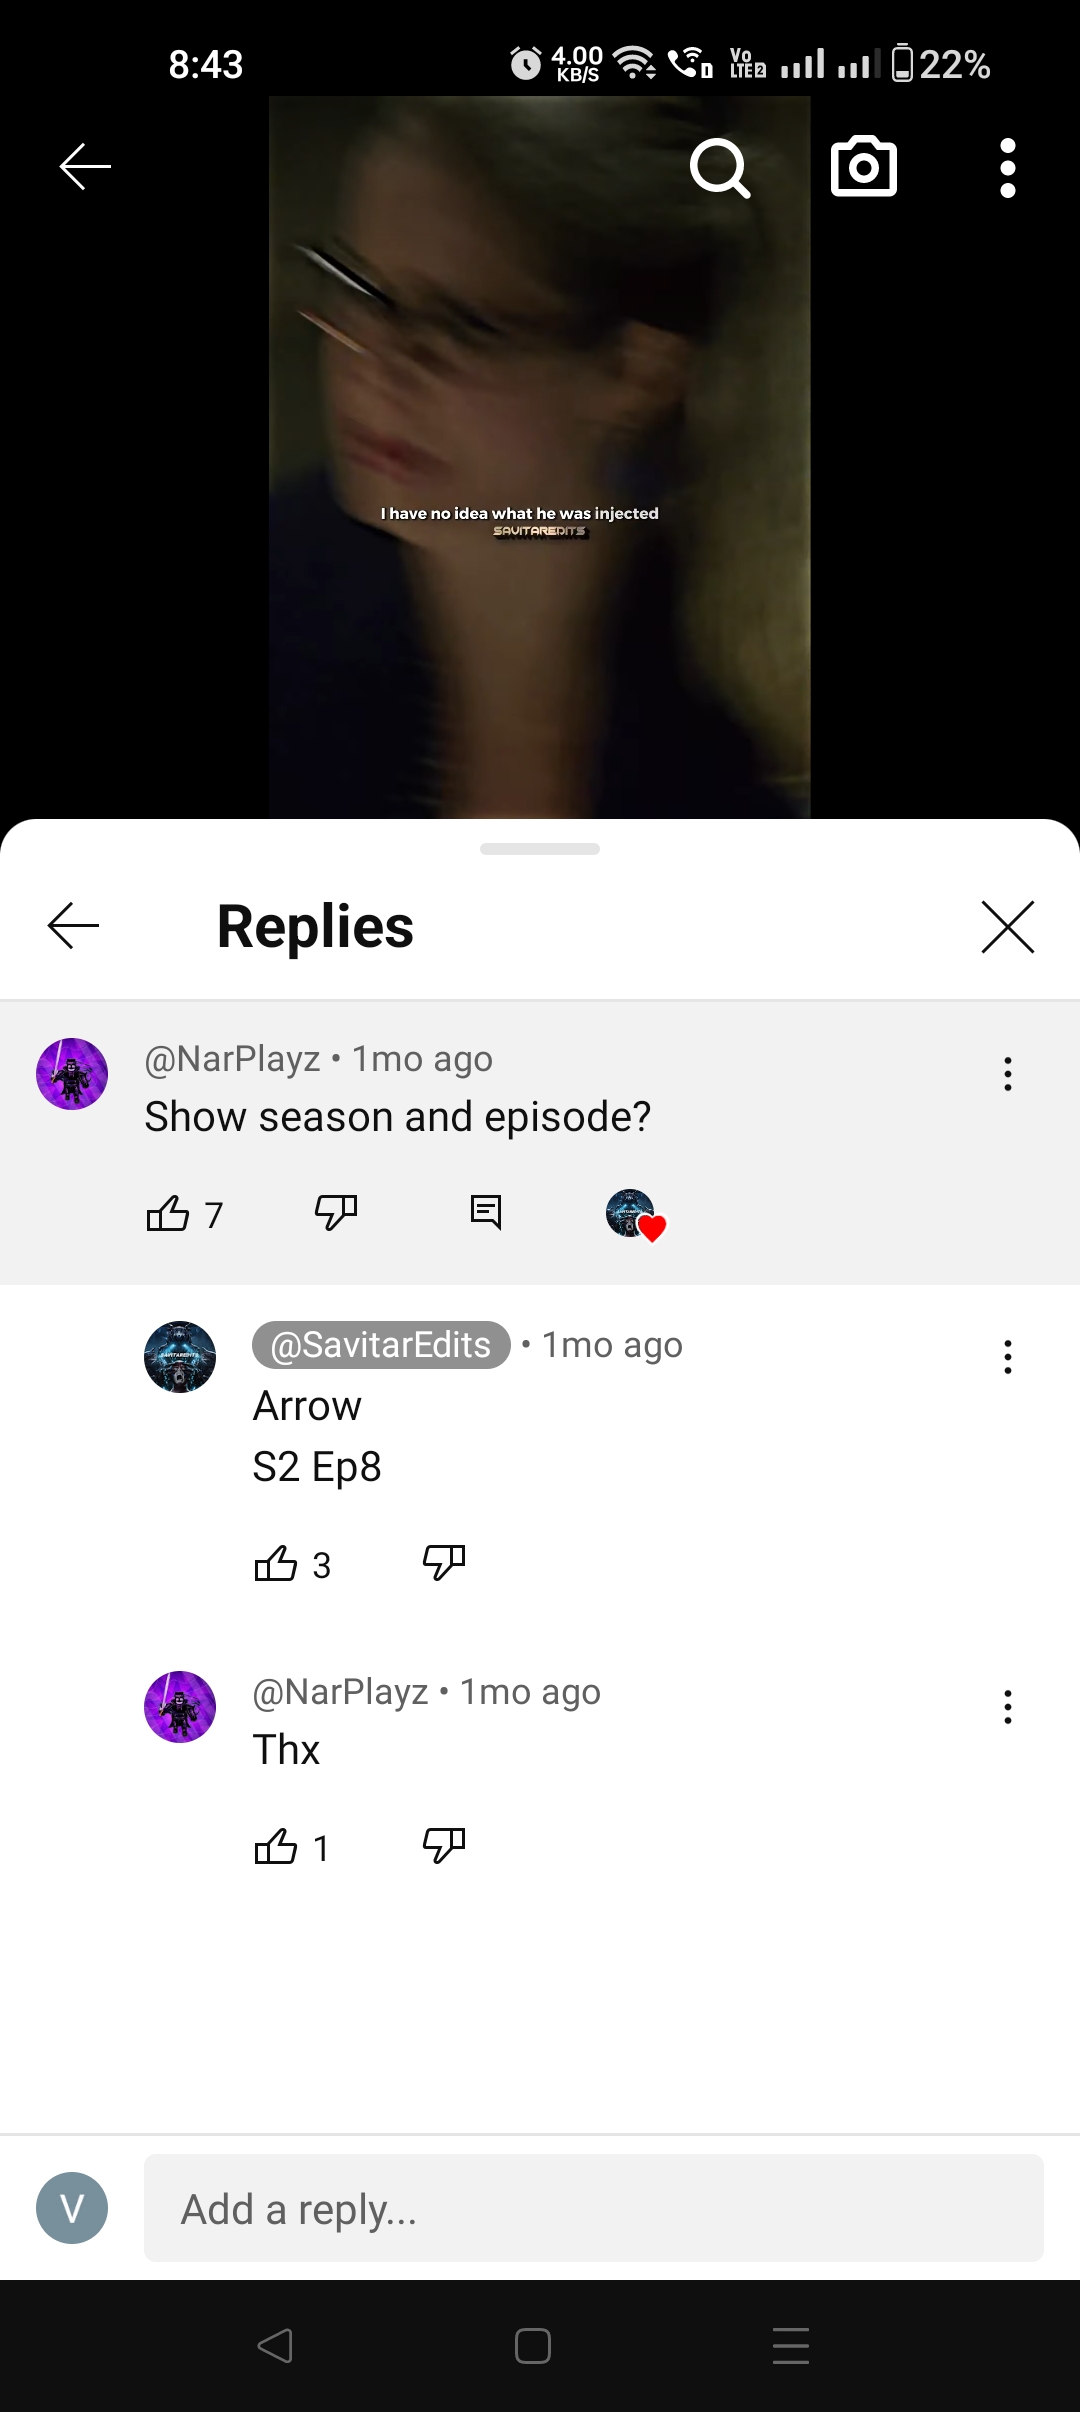 8:43 4.00 KB/S Vo LTE 2 22%
I have no idea what he was injected
SAVITAREDITS
Replies
@NarPlayz • 1mo ago
Show season and episode?
7
@SavitarEdits • 1mo ago
Arrow
S2 Ep8
3
@NarPlayz • 1mo ago
Thx
1
V Add a reply...